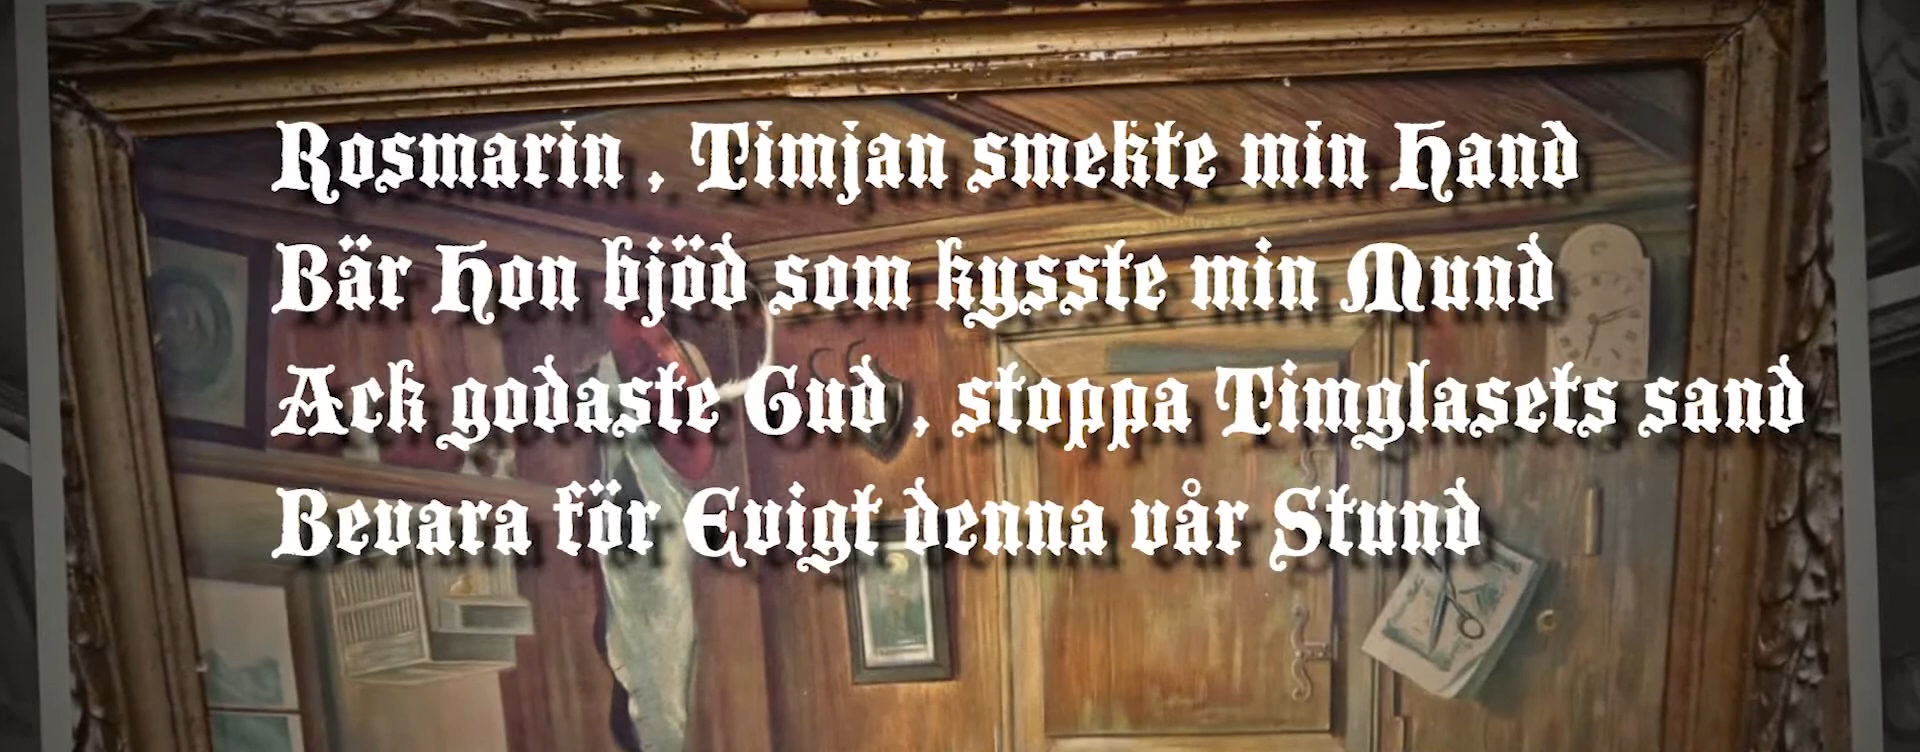 Rosmarin , Timjan smekte min Hand
Bär Hon bjöd som kysste min Mund
Ack godaste Gud , stoppa Timglasets sand
Bevara för Evigt denna vår Stund